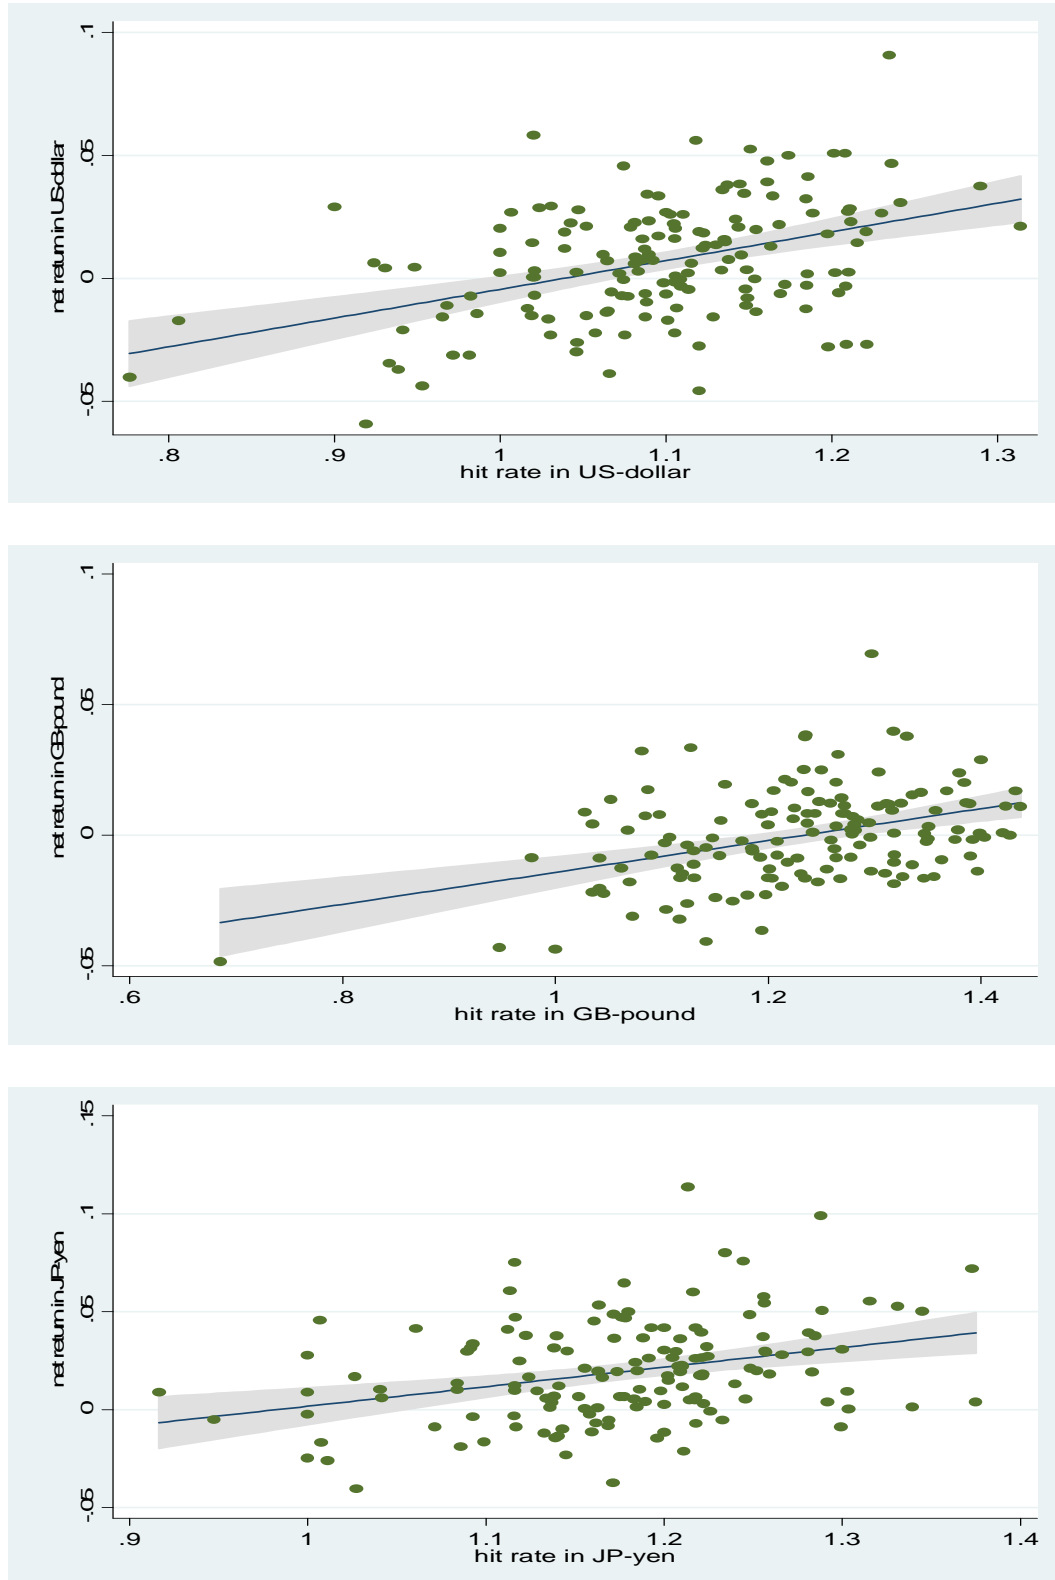 .1
.05
0
-.05
net return in US-dollar
.8 .9 1 1.1 1.2 1.3
hit rate in US-dollar
.1
.05
0
-.05
net return in GB-pound
.6 .8 1 1.2 1.4
hit rate in GB-pound
.15
.1
.05
0
-.05
net return in JP-yen
.9 1 1.1 1.2 1.3 1.4
hit rate in JP-yen